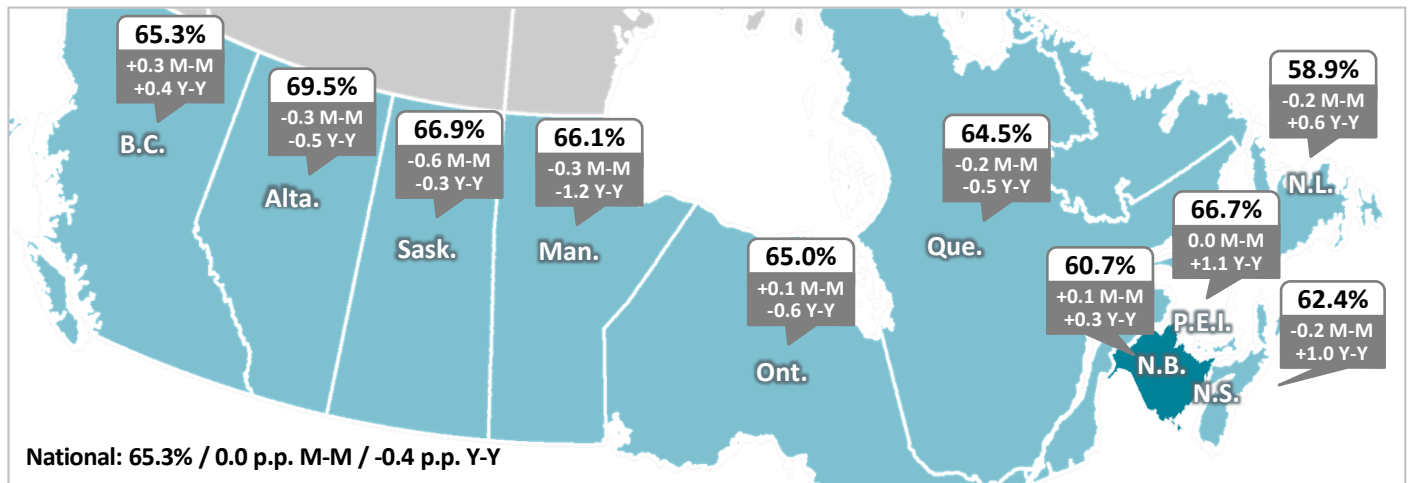 65.3%
+0.3 M-M
+0.4 Y-Y
B.C.
69.5%
-0.3 M-M
-0.5 Y-Y
Alta.
66.9%
-0.6 M-M
-0.3 Y-Y
Sask.
66.1%
-0.3 M-M
-1.2 Y-Y
Man.
65.0%
+0.1 M-M
-0.6 Y-Y
Ont.
64.5%
-0.2 M-M
-0.5 Y-Y
Que.
60.7%
+0.1 M-M
+0.3 Y-Y
N.B.
66.7%
0.0 M-M
+1.1 Y-Y
P.E.I.
58.9%
-0.2 M-M
+0.6 Y-Y
N.L.
62.4%
-0.2 M-M
+1.0 Y-Y
N.S.
National: 65.3% / 0.0 p.p. M-M / -0.4 p.p. Y-Y